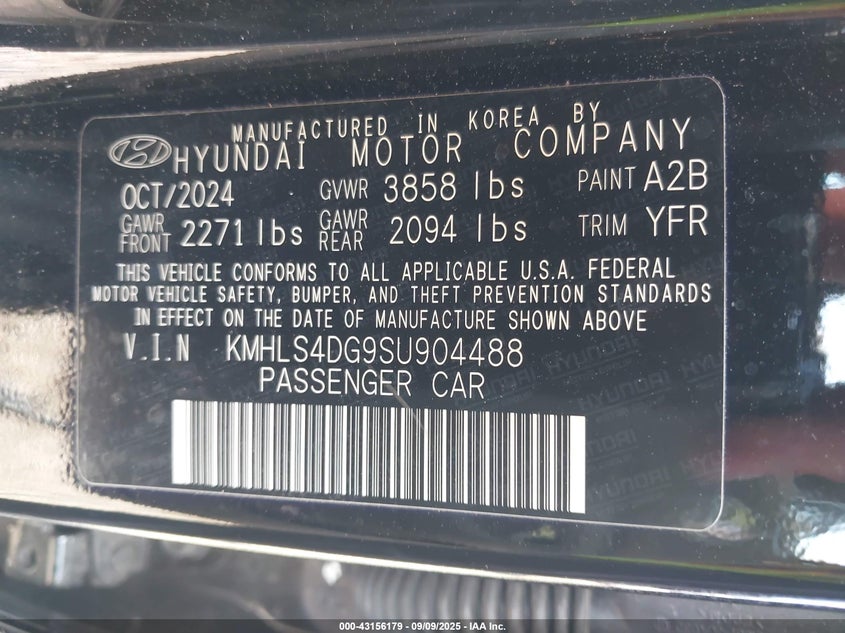 MANUFACTURED IN KOREA BY
HYUNDAI MOTOR COMPANY
OCT/2024 GVWR 3858 lbs PAINT A2B
GAWR FRONT 2271 lbs GAWR REAR 2094 lbs TRIM YFR
THIS VEHICLE CONFORMS TO ALL APPLICABLE U.S.A. FEDERAL
MOTOR VEHICLE SAFETY, BUMPER, AND THEFT PREVENTION STANDARDS
IN EFFECT ON THE DATE OF MANUFACTURE SHOWN ABOVE
V.I.N KMHLS4DG9SU904488
PASSENGER CAR
000-43156179 - 09/09/2025 - IAA Inc.